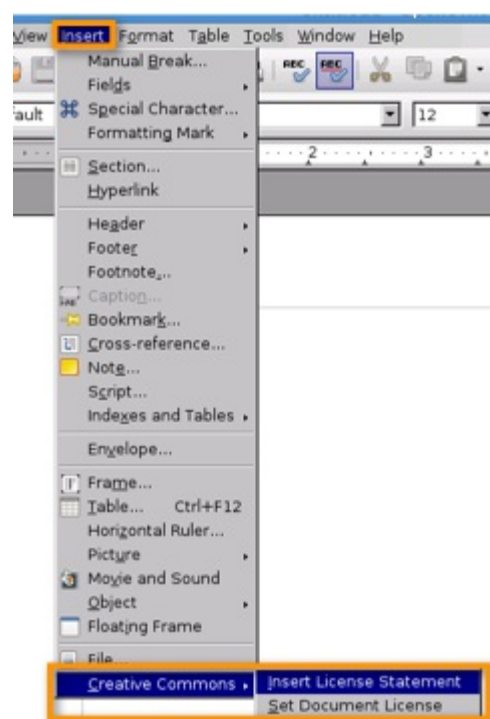 View Insert Format Table Tools Window Help
Manual Break...
Fields
ault
Special Character...
12
Formatting Mark
2 3
Section...
Hyperlink
Header
Footer
Footnote...
Caption...
Bookmark...
Cross-reference...
Note...
Script...
Indexes and Tables
Envelope...
Frame...
Table... Ctrl+F12
Horizontal Ruler...
Picture
Movie and Sound
Object
Floating Frame
File...
Creative Commons Insert License Statement
Set Document License